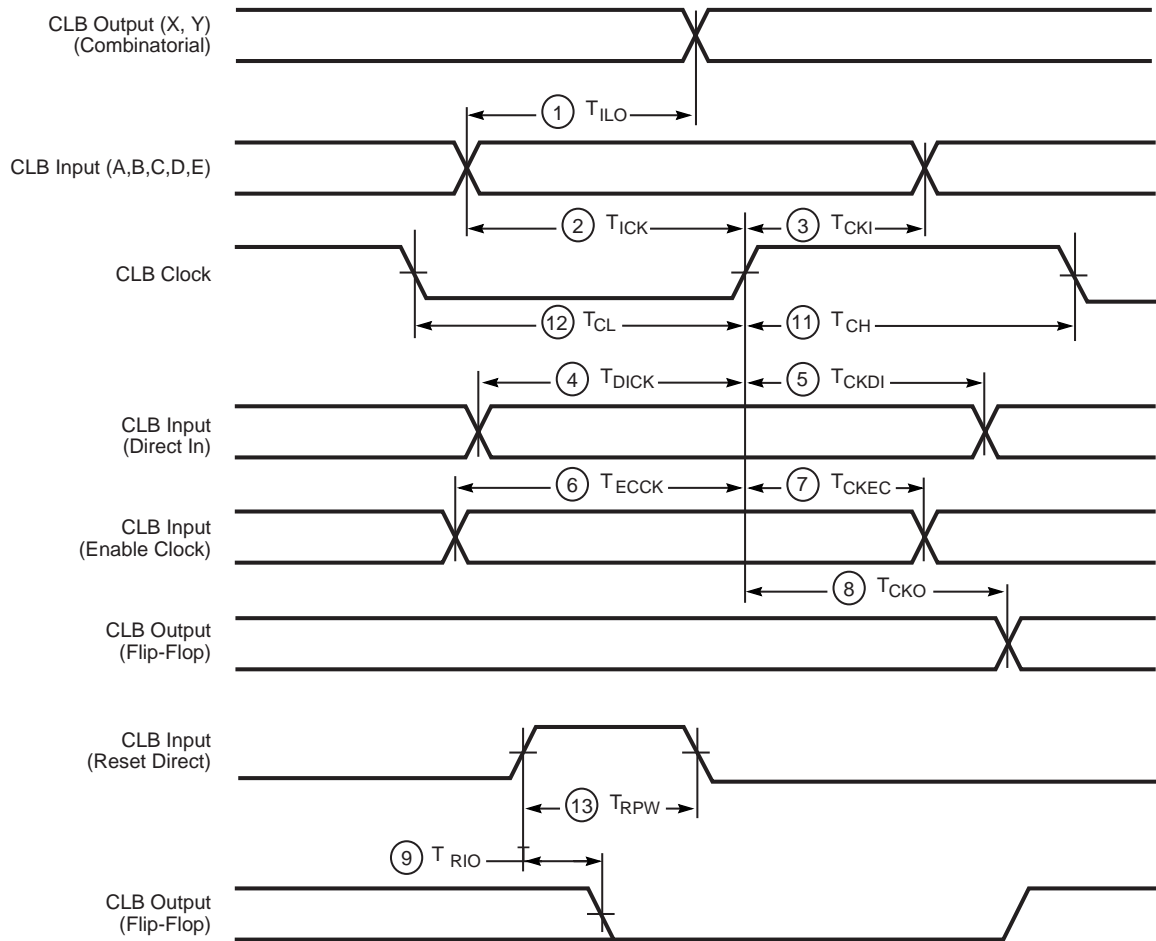 CLB Output (X, Y)
(Combinatorial)
1 TILO
CLB Input (A,B,C,D,E)
2 TICK
3 TCKI
CLB Clock
12 TCL
11 TCH
4 TDICK
5 TCKDI
CLB Input
(Direct In)
6 TECCK
7 TCKEC
CLB Input
(Enable Clock)
8 TCKO
CLB Output
(Flip-Flop)
CLB Input
(Reset Direct)
13 TRPW
9 T RIO
T
CLB Output
(Flip-Flop)